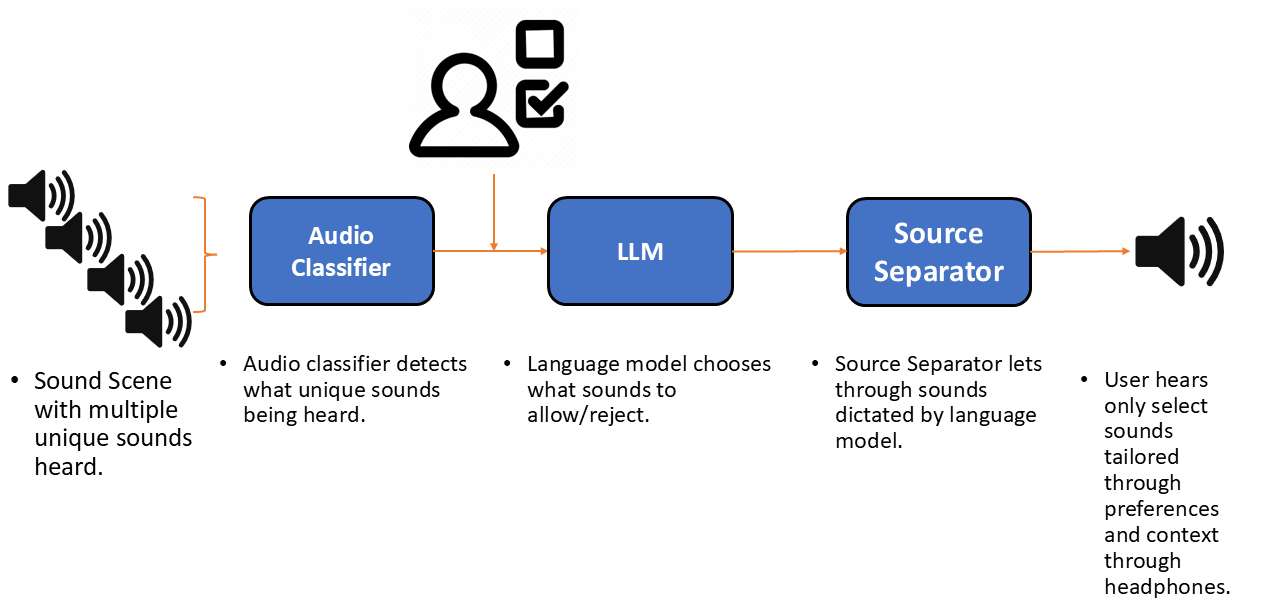 Audio
Classifier
LLM
Source
Separator
• Sound Scene
with multiple
unique sounds
heard.
• Audio classifier detects
what unique sounds
being heard.
• Language model chooses
what sounds to
allow/reject.
• Source Separator lets
through sounds
dictated by language
model.
• User hears
only select
sounds
tailored
through
preferences
and context
through
headphones.